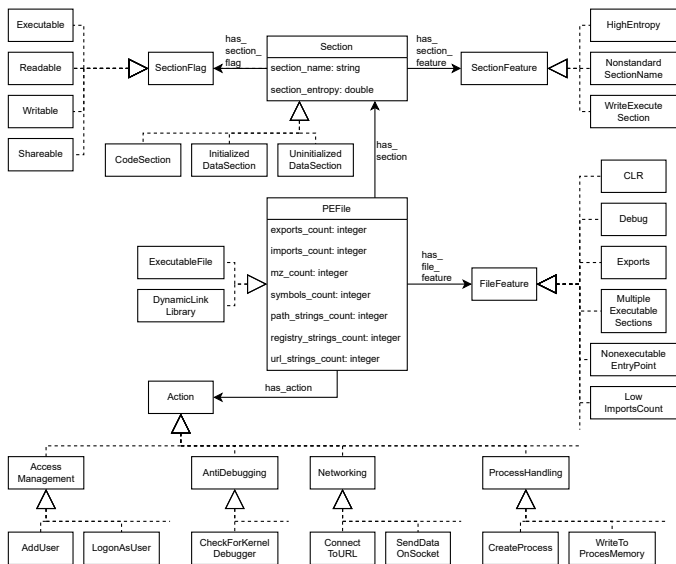 Executable
Readable
Writable
Shareable
SectionFlag
has_
section_
flag
Section
section_name: string
section_entropy: double
has_
section_
feature
SectionFeature
HighEntropy
Nonstandard
SectionName
WriteExecute
Section
CodeSection
Initialized
DataSection
Uninitialized
DataSection
has_
section
PEFile
exports_count: integer
imports_count: integer
mz_count: integer
symbols_count: integer
path_strings_count: integer
registry_strings_count: integer
url_strings_count: integer
ExecutableFile
DynamicLink
Library
has_
file_
feature
FileFeature
CLR
Debug
Exports
Multiple
Executable
Sections
Nonexecutable
EntryPoint
Low
ImportsCount
has_action
Action
Access
Management
AntiDebugging
Networking
ProcessHandling
AddUser
LogonAsUser
CheckForKernel
Debugger
Connect
ToURL
SendData
OnSocket
CreateProcess
WriteTo
ProcesMemory